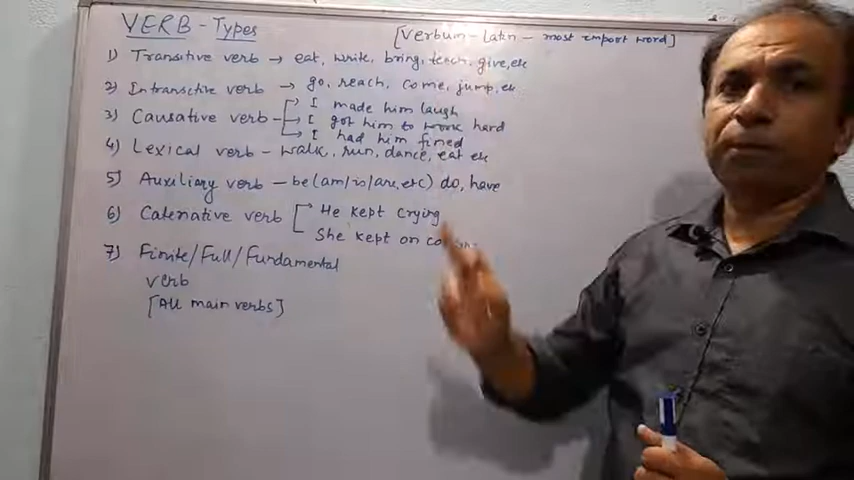 VERB - Types
[Verbum - Latin - most emport word]
1) Transitive verb → eat, write, bring, teach, give, etc
2) Intransctive verb → go, reach, come, jump, etc
3) Causative verb - → I made him laugh
→ I got him to work hard
→ I had him fined
4) Lexical verb - walk, run, dance, eat etc
5) Auxiliary verb - be (am/is/are, etc) do, have
6) Catenative verb → He kept crying
She kept on
7) Finite/Full/Fundamental
verb
[All main verbs]